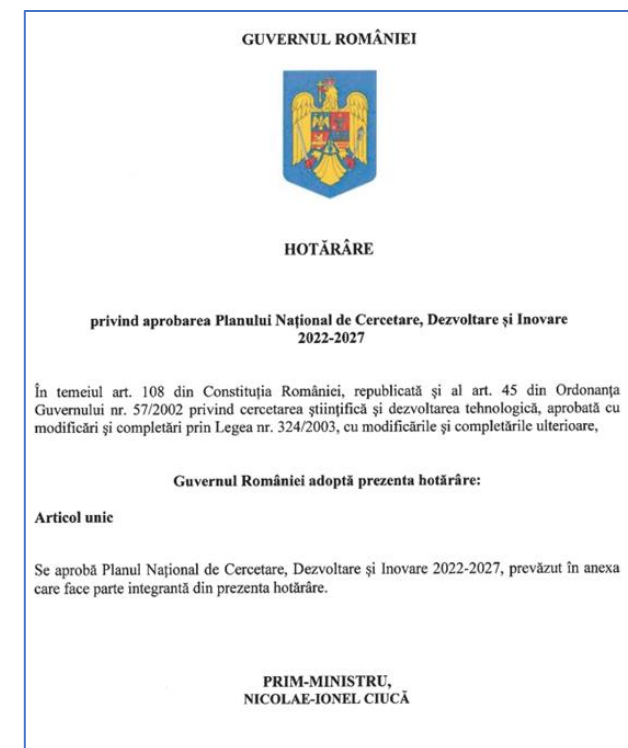 GUVERNUL ROMÂNIEI
HOTĂRÂRE
privind aprobarea Planului Național de Cercetare, Dezvoltare și Inovare
2022-2027
În temeiul art. 108 din Constituția României, republicată și al art. 45 din Ordonanța
Guvernului nr. 57/2002 privind cercetarea științifică și dezvoltarea tehnologică, aprobată cu
modificări și completări prin Legea nr. 324/2003, cu modificările și completările ulterioare,
Guvernul României adoptă prezenta hotărâre:
Articol unic
Se aprobă Planul Național de Cercetare, Dezvoltare și Inovare 2022-2027, prevăzut în anexa
care face parte integrantă din prezenta hotărâre.
PRIM-MINISTRU,
NICOLAE-IONEL CIUCĂ